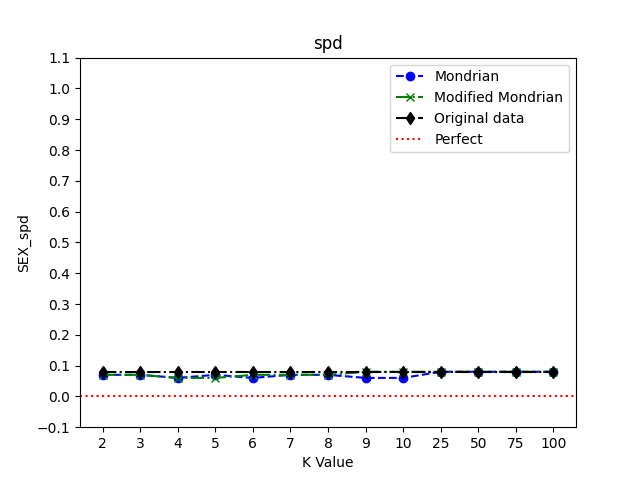 spd
1.1
1.0
0.9
0.8
0.7
0.6
0.5
0.4
0.3
0.2
0.1
0.0
−0.1
SEX_spd
Mondrian
Modified Mondrian
Original data
Perfect
2 3 4 5 6 7 8 9 10 25 50 75 100
K Value